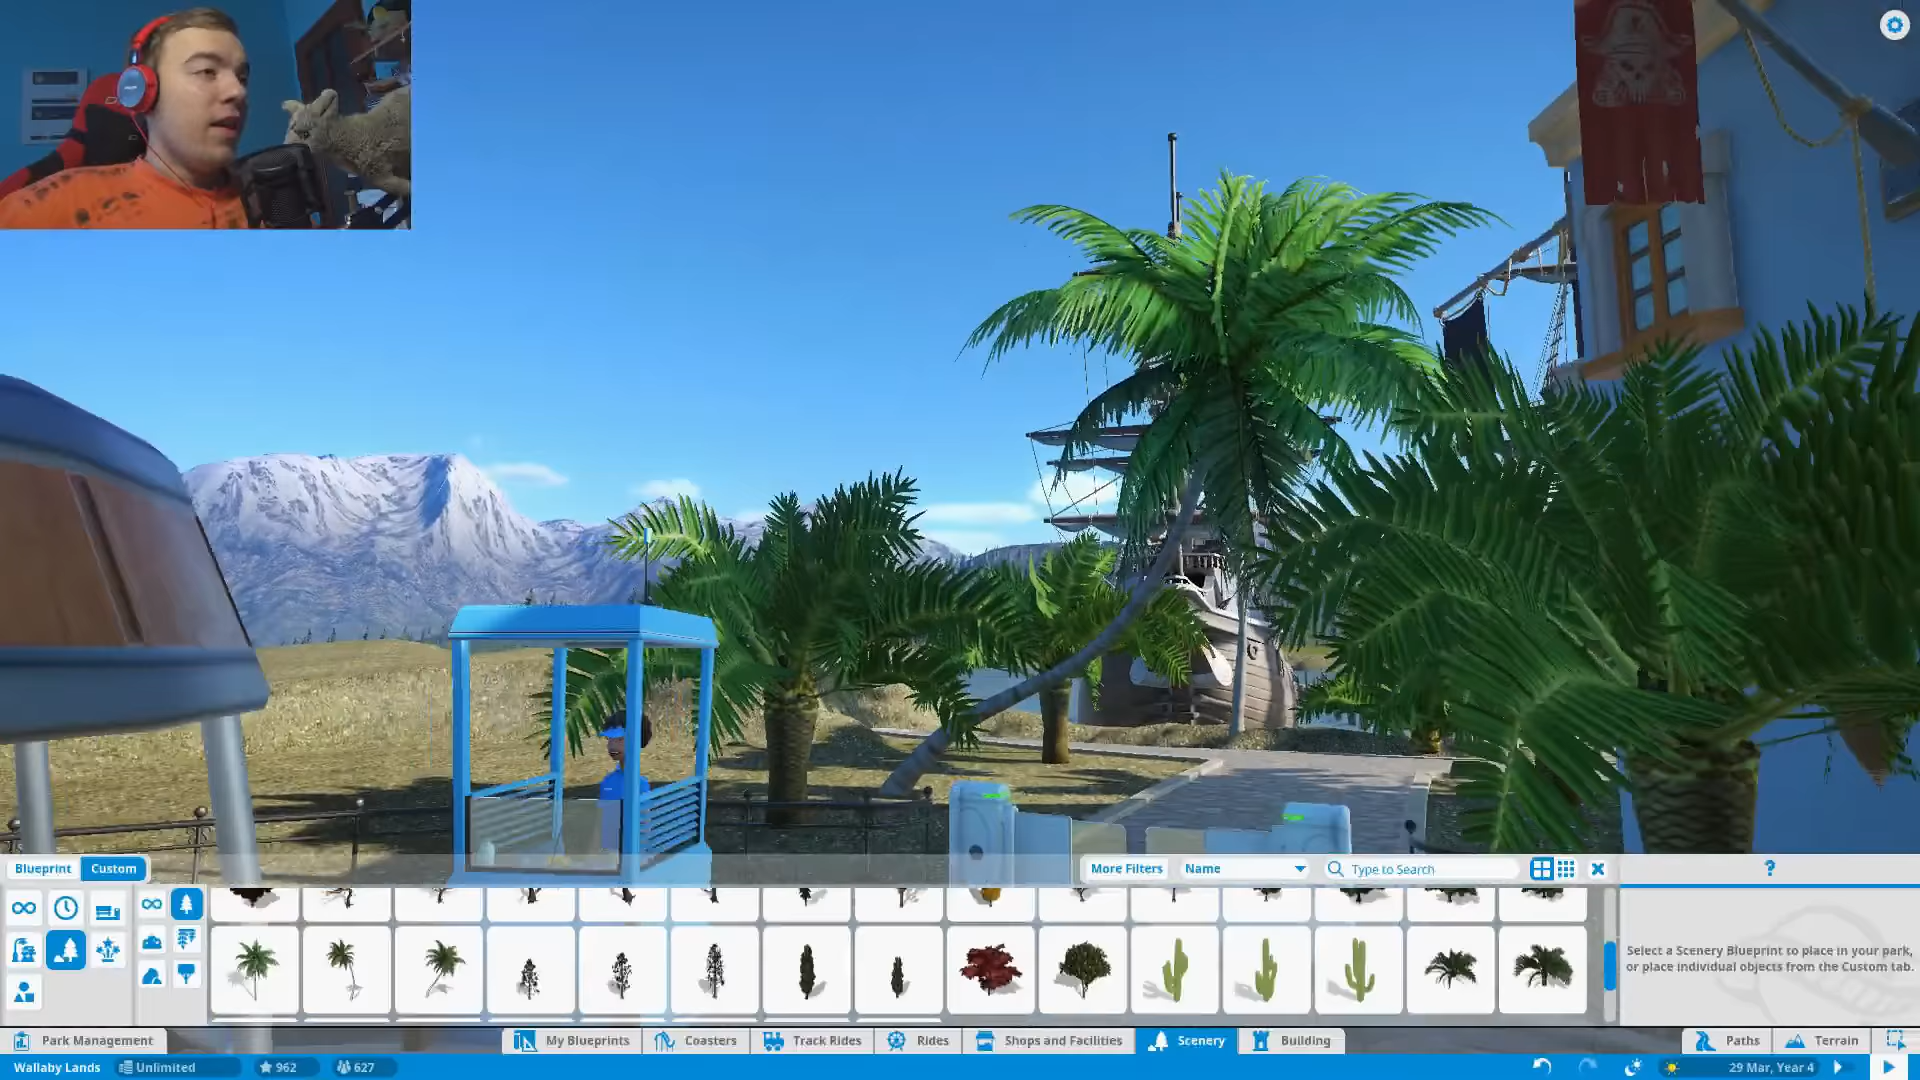 Blueprint Custom More Filters Name Type to Search ?
Select a Scenery Blueprint to place in your park,
or place individual objects from the Custom tab.
Park Management My Blueprints Coasters Track Rides Rides Shops and Facilities Scenery Building Paths Terrain
Wallaby Lands Unlimited 962 627 29 Mar, Year 4